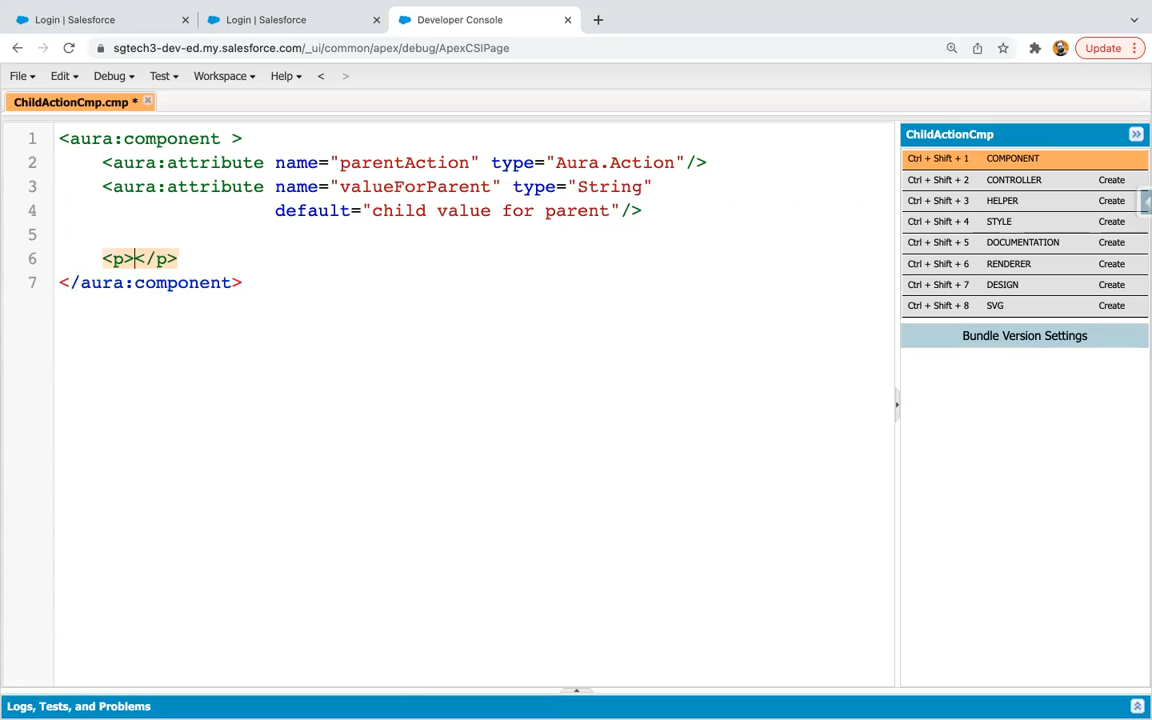 Login | Salesforce
Login | Salesforce
Developer Console
sgtech3-dev-ed.my.salesforce.com/_ui/common/apex/debug/ApexCSIPage
Update
File Edit Debug Test Workspace Help < >
ChildActionCmp.cmp *
1 <aura:component >
2 <aura:attribute name="parentAction" type="Aura.Action"/>
3 <aura:attribute name="valueForParent" type="String"
4 default="child value for parent"/>
5
6 <p></p>
7 </aura:component>
ChildActionCmp
Ctrl + Shift + 1 COMPONENT
Ctrl + Shift + 2 CONTROLLER Create
Ctrl + Shift + 3 HELPER Create
Ctrl + Shift + 4 STYLE Create
Ctrl + Shift + 5 DOCUMENTATION Create
Ctrl + Shift + 6 RENDERER Create
Ctrl + Shift + 7 DESIGN Create
Ctrl + Shift + 8 SVG Create
Bundle Version Settings
Logs, Tests, and Problems